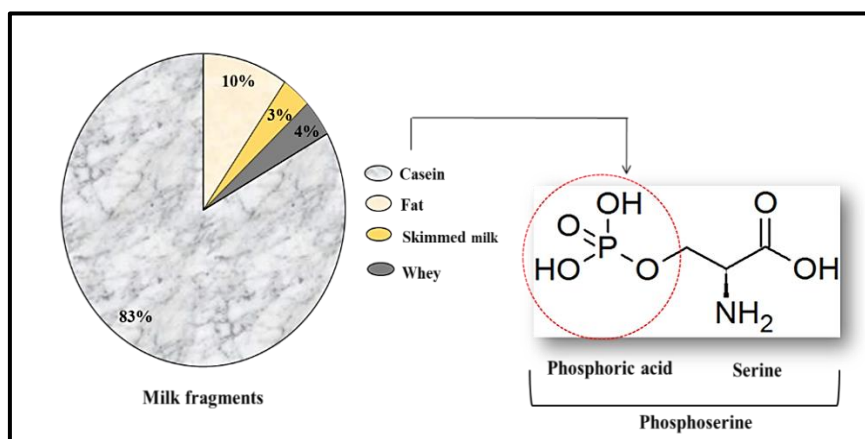 10%
3%
4%
83%
Casein
Fat
Skimmed milk
Whey
Milk fragments
OH
O
P
HO
O
O
OH
NH2
Phosphoric acid
Serine
Phosphoserine